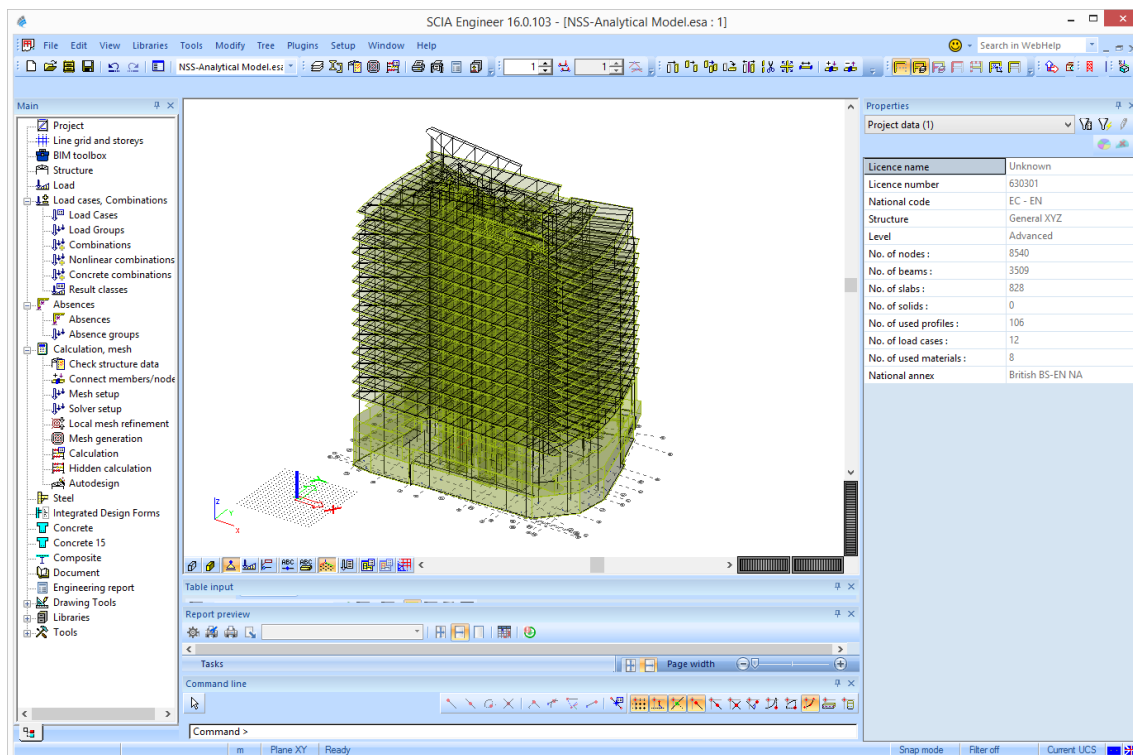 SCIA Engineer 16.0.103 - [NSS-Analytical Model.esa : 1]
File Edit View Libraries Tools Modify Tree Plugins Setup Window Help
Search in WebHelp
NSS-Analytical Model.esa
1
1
Main
Project
Line grid and storeys
BIM toolbox
Structure
Load
Load cases, Combinations
Load Cases
Load Groups
Combinations
Nonlinear combinations
Concrete combinations
Result classes
Absences
Absences
Absence groups
Calculation, mesh
Check structure data
Connect members/node
Mesh setup
Solver setup
Local mesh refinement
Mesh generation
Calculation
Hidden calculation
Autodesign
Steel
Integrated Design Forms
Concrete
Concrete 15
Composite
Document
Engineering report
Drawing Tools
Libraries
Tools
z
y
x
ABC
ABC
Table input
Report preview
Tasks
Page width
Command line
Command >
Properties
Project data (1)
Licence name Unknown
Licence number 630301
National code EC - EN
Structure General XYZ
Level Advanced
No. of nodes : 8540
No. of beams : 3509
No. of slabs : 828
No. of solids : 0
No. of used profiles : 106
No. of load cases : 12
No. of used materials : 8
National annex British BS-EN NA
m Plane XY Ready
Snap mode Filter off Current UCS